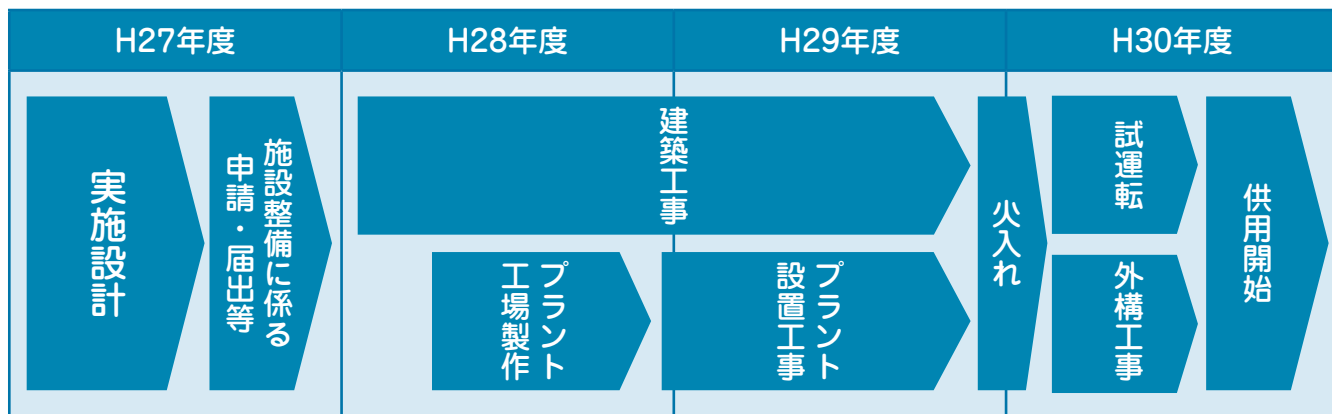 H27年度
H28年度
H29年度
H30年度
実施設計
施設整備に係る
申請・届出等
建築工事
プラント
工場製作
プラント
設置工事
火入れ
試運転
外構工事
供用開始